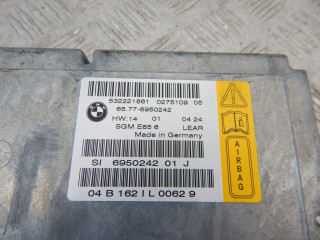 532221861 0275109 05
65.77-6950242
HW:14 01 04 24
SGM E65 6 LEAR
Made in Germany
SI 6950242 01 J
04 B 162 I L 0062 9
AIRBAG